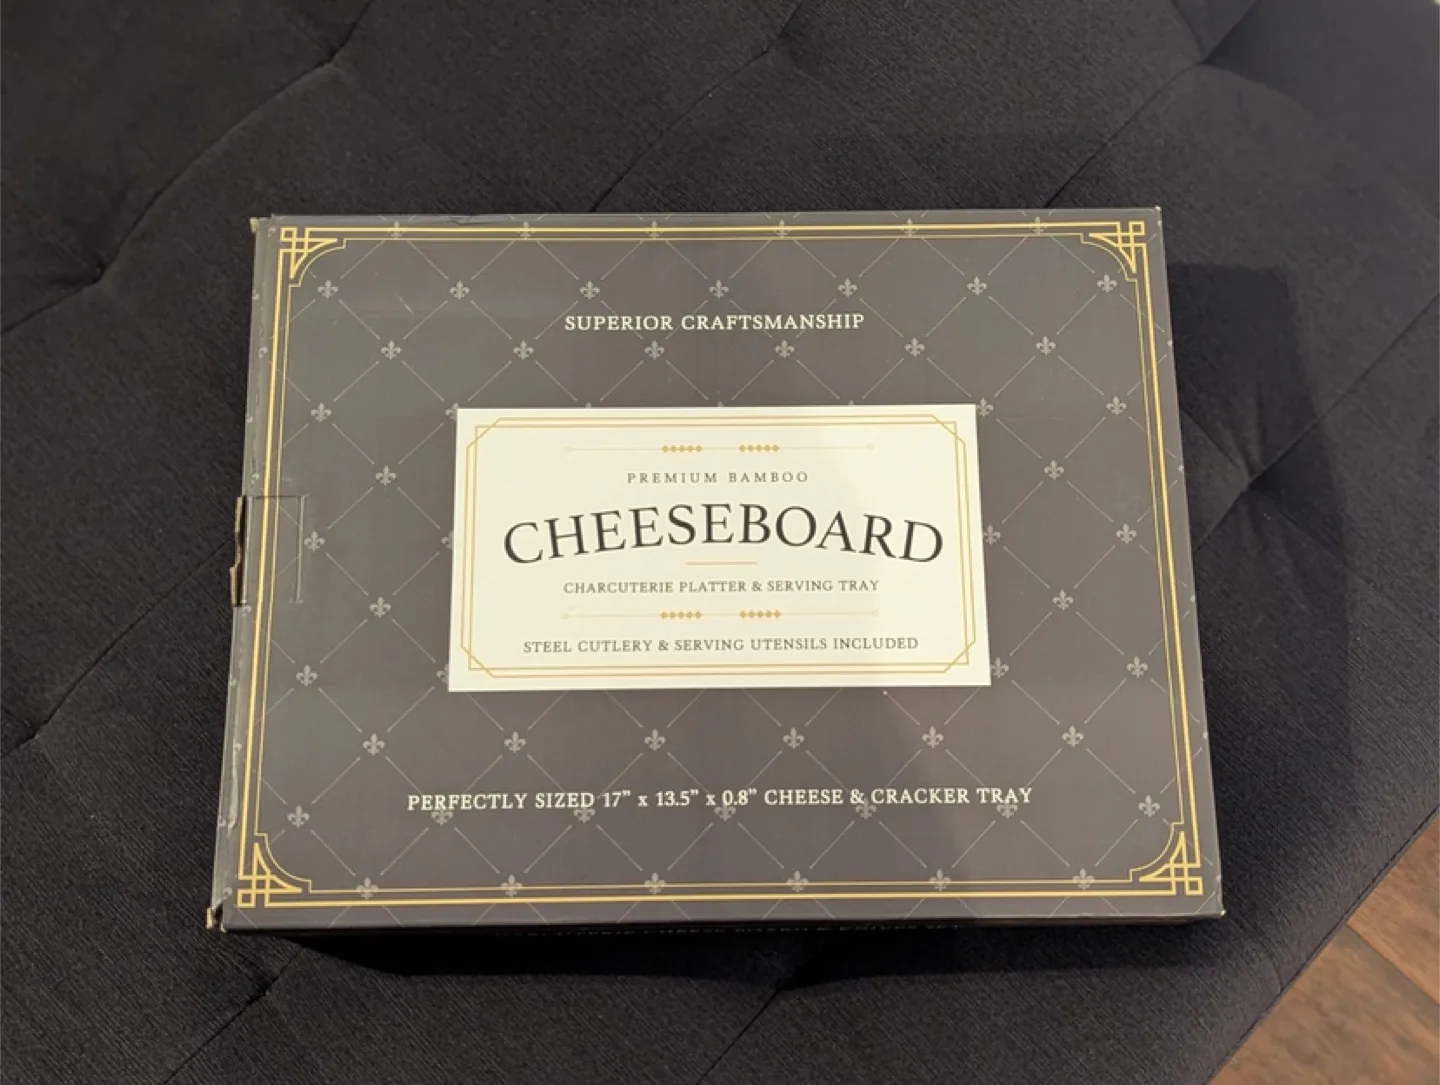 SUPERIOR CRAFTSMANSHIP
PREMIUM BAMBOO
CHEESEBOARD
CHARCUTERIE PLATTER & SERVING TRAY
STEEL CUTLERY & SERVING UTENSILS INCLUDED
PERFECTLY SIZED 17” x 13.5” x 0.8” CHEESE & CRACKER TRAY